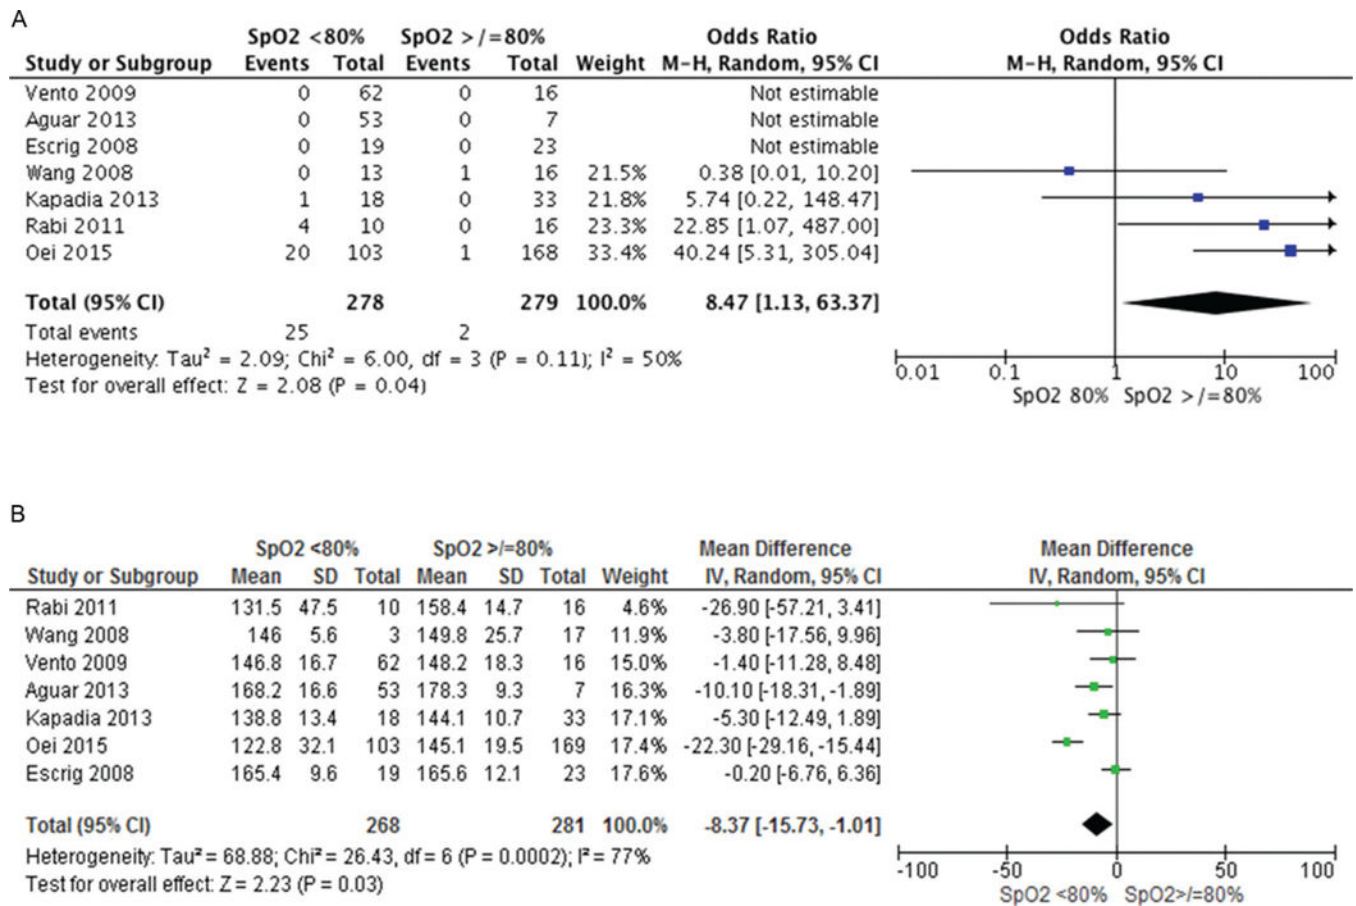 A
SpO2 <80% SpO2 >/=80% Odds Ratio Odds Ratio
Study or Subgroup Events Total Events Total Weight M-H, Random, 95% CI M-H, Random, 95% CI
Vento 2009 0 62 0 16 Not estimable
Aguar 2013 0 53 0 7 Not estimable
Escrig 2008 0 19 0 23 Not estimable
Wang 2008 0 13 1 16 21.5% 0.38 [0.01, 10.20]
Kapadia 2013 1 18 0 33 21.8% 5.74 [0.22, 148.47]
Rabi 2011 4 10 0 16 23.3% 22.85 [1.07, 487.00]
Oei 2015 20 103 1 168 33.4% 40.24 [5.31, 305.04]
Total (95% CI) 278 279 100.0% 8.47 [1.13, 63.37]
Total events 25 2
Heterogeneity: Tau² = 2.09; Chi² = 6.00, df = 3 (P = 0.11); I² = 50%
Test for overall effect: Z = 2.08 (P = 0.04)
0.01 0.1 1 10 100
SpO2 80% SpO2 >/=80%
B
SpO2 <80% SpO2 >/=80% Mean Difference Mean Difference
Study or Subgroup Mean SD Total Mean SD Total Weight IV, Random, 95% CI IV, Random, 95% CI
Rabi 2011 131.5 47.5 10 158.4 14.7 16 4.6% -26.90 [-57.21, 3.41]
Wang 2008 146 5.6 3 149.8 25.7 17 11.9% -3.80 [-17.56, 9.96]
Vento 2009 146.8 16.7 62 148.2 18.3 16 15.0% -1.40 [-11.28, 8.48]
Aguar 2013 168.2 16.6 53 178.3 9.3 7 16.3% -10.10 [-18.31, -1.89]
Kapadia 2013 138.8 13.4 18 144.1 10.7 33 17.1% -5.30 [-12.49, 1.89]
Oei 2015 122.8 32.1 103 145.1 19.5 169 17.4% -22.30 [-29.16, -15.44]
Escrig 2008 165.4 9.6 19 165.6 12.1 23 17.6% -0.20 [-6.76, 6.36]
Total (95% CI) 268 281 100.0% -8.37 [-15.73, -1.01]
Heterogeneity: Tau² = 68.88; Chi² = 26.43, df = 6 (P = 0.0002); I² = 77%
Test for overall effect: Z = 2.23 (P = 0.03)
-100 -50 0 50 100
SpO2 <80% SpO2>/=80%